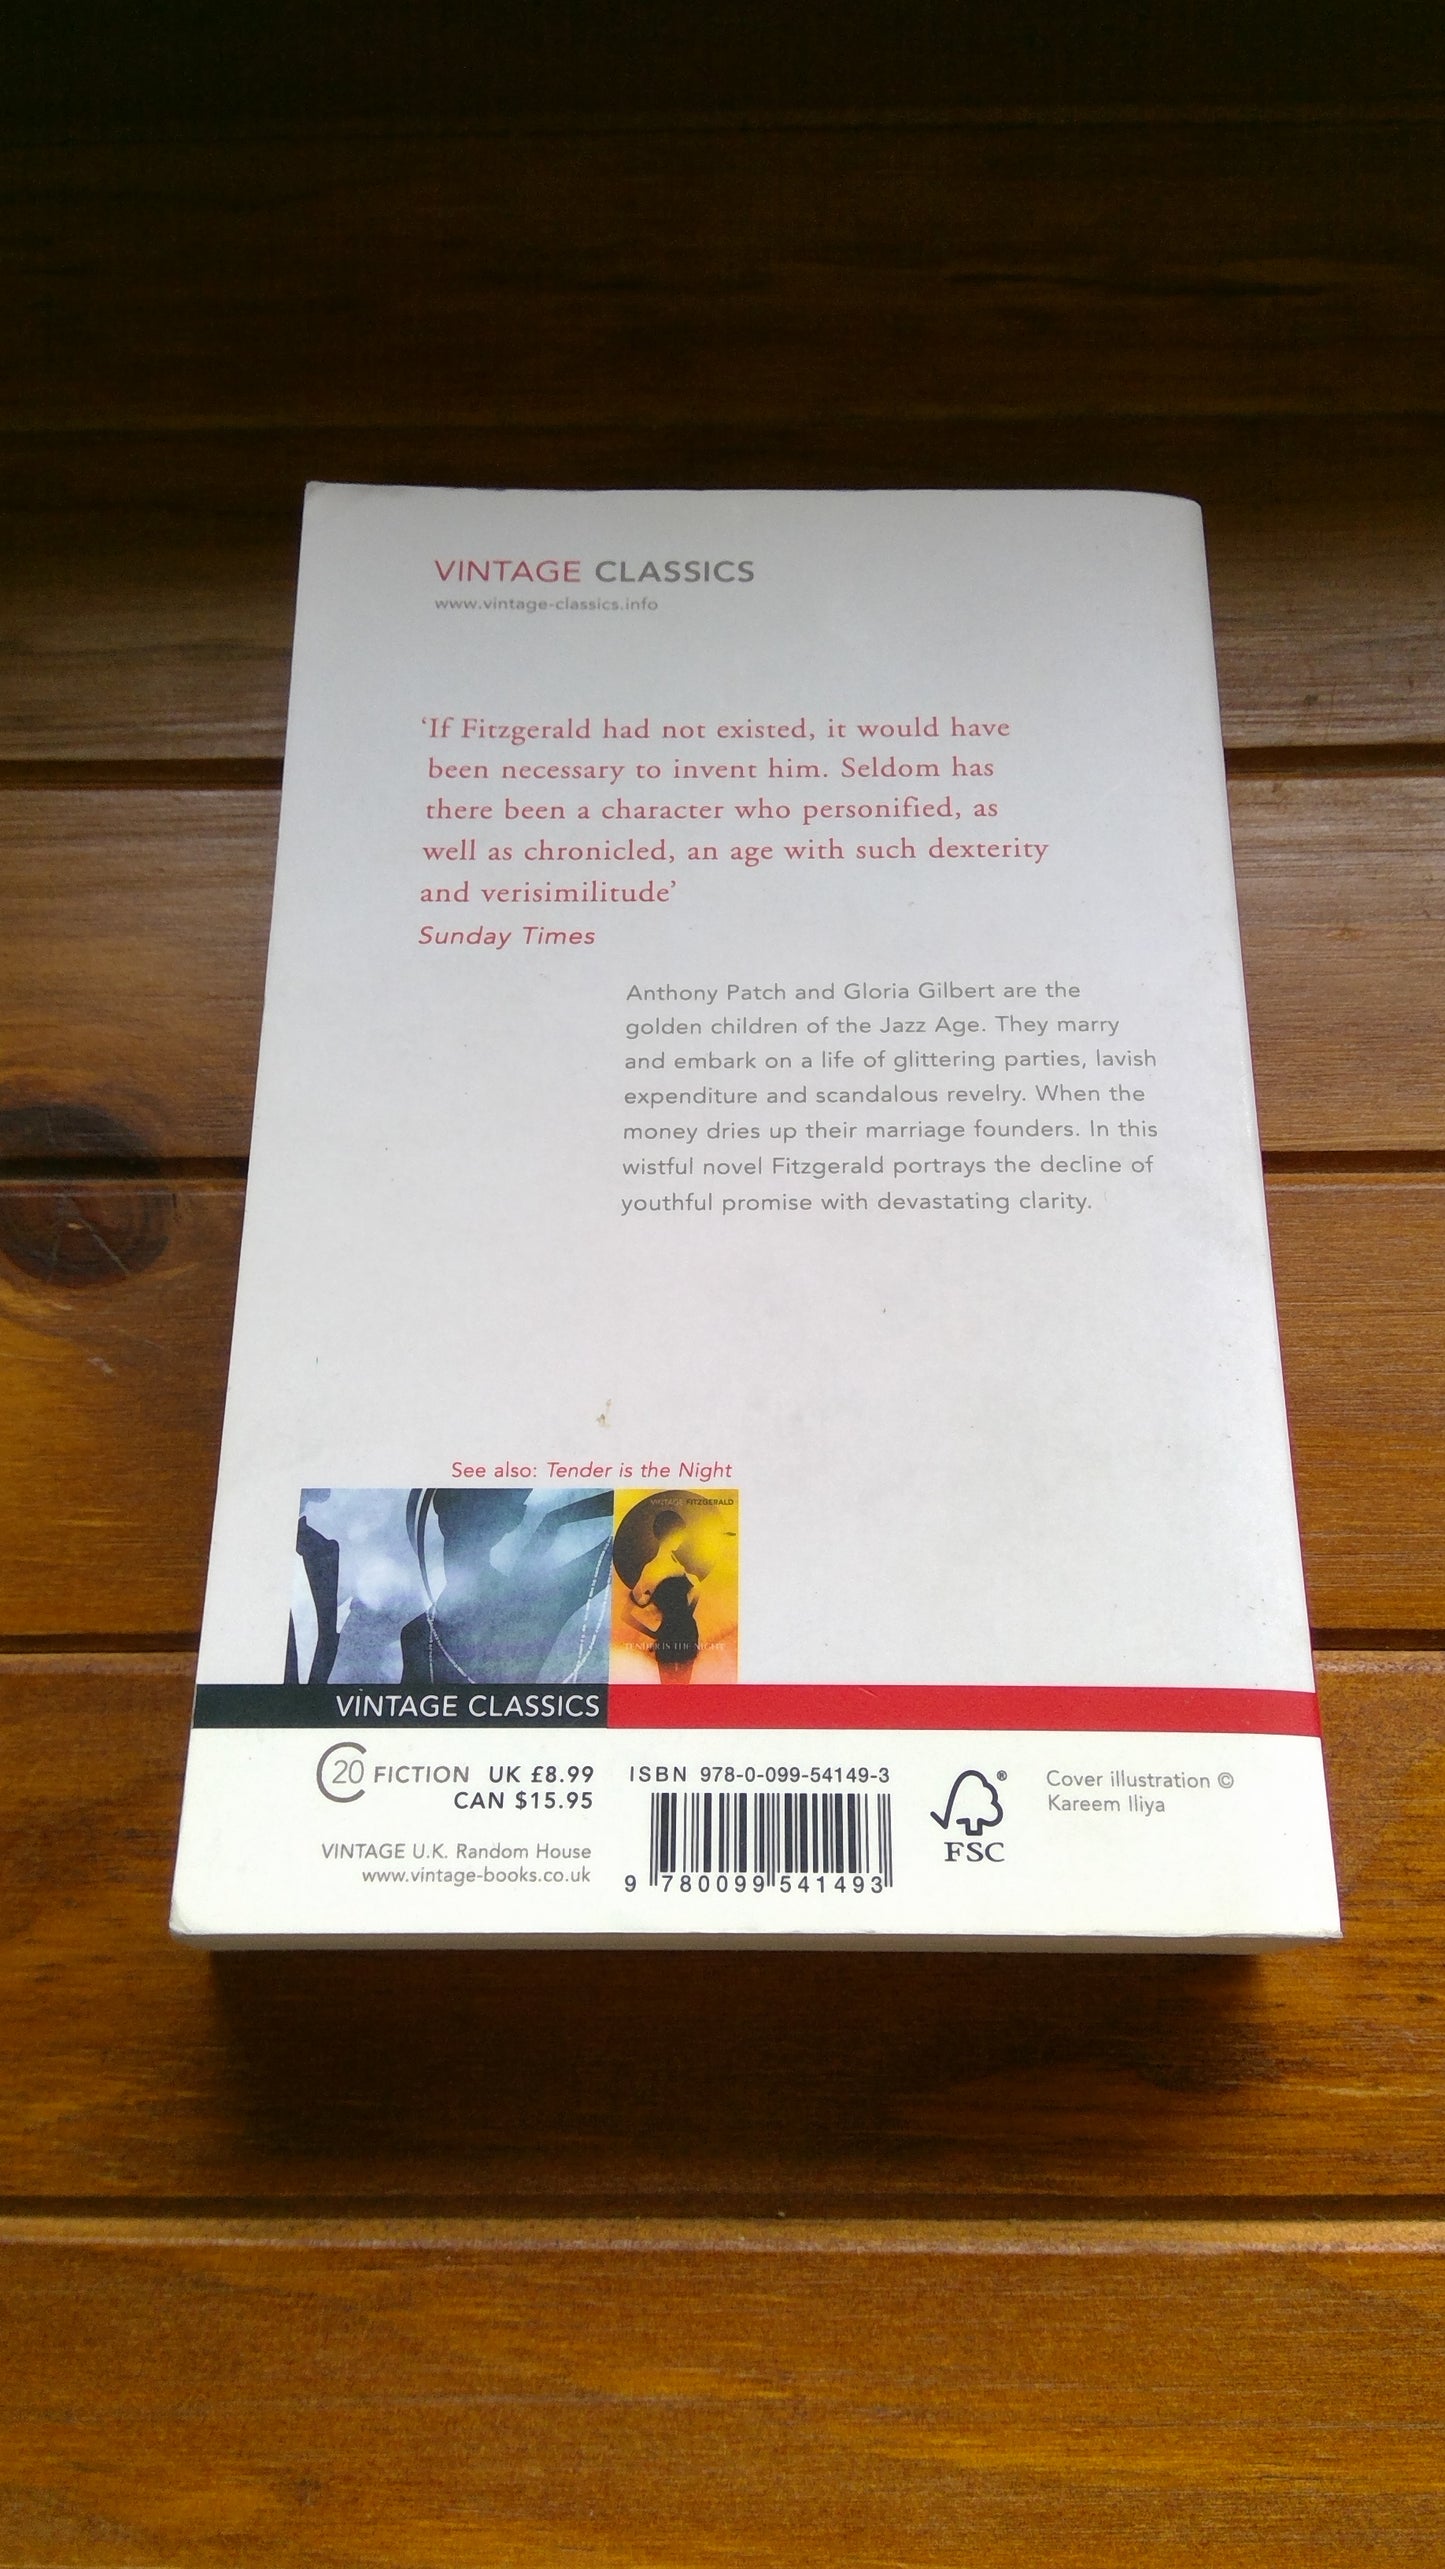 VINTAGE CLASSICS
www.vintage-classics.info
‘If Fitzgerald had not existed, it would have
been necessary to invent him. Seldom has
there been a character who personified, as
well as chronicled, an age with such dexterity
and verisimilitude’
Sunday Times
Anthony Patch and Gloria Gilbert are the
golden children of the Jazz Age. They marry
and embark on a life of glittering parties, lavish
expenditure and scandalous revelry. When the
money dries up their marriage founders. In this
wistful novel Fitzgerald portrays the decline of
youthful promise with devastating clarity.
See also: Tender is the Night
VINTAGE FITZGERALD
TENDER IS THE NIGHT
VINTAGE CLASSICS
C20 FICTION UK £8.99
CAN $15.95
VINTAGE U.K. Random House
www.vintage-books.co.uk
ISBN 978-0-099-54149-3
9 780099 541493
® FSC
Cover illustration ©
Kareem Iliya